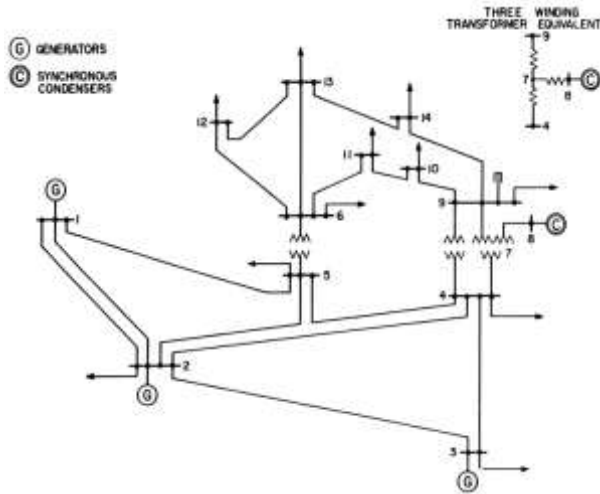 THREE WINDING
TRANSFORMER EQUIVALENT
9
7
C
8
4
G GENERATORS
C SYNCHRONOUS
CONDENSERS
13
14
12
11
10
9
6
G
1
8
C
7
5
4
2
G
3
G